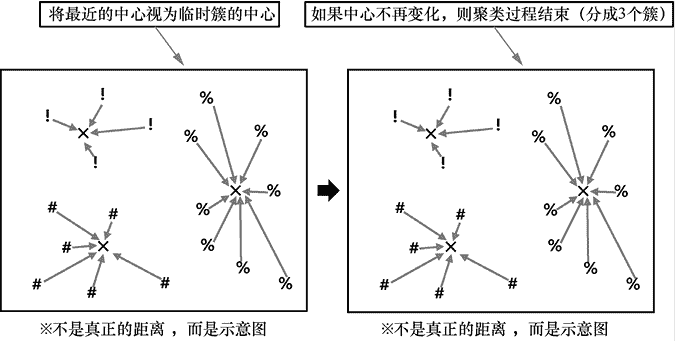 将最近的中心视为临时簇的中心
如果中心不再变化，则聚类过程结束（分成3个簇）
! ! ! !
% % % % % % % %
# # # # # #
! ! ! !
% % % % % % % %
# # # # # #
※不是真正的距离，而是示意图
※不是真正的距离，而是示意图